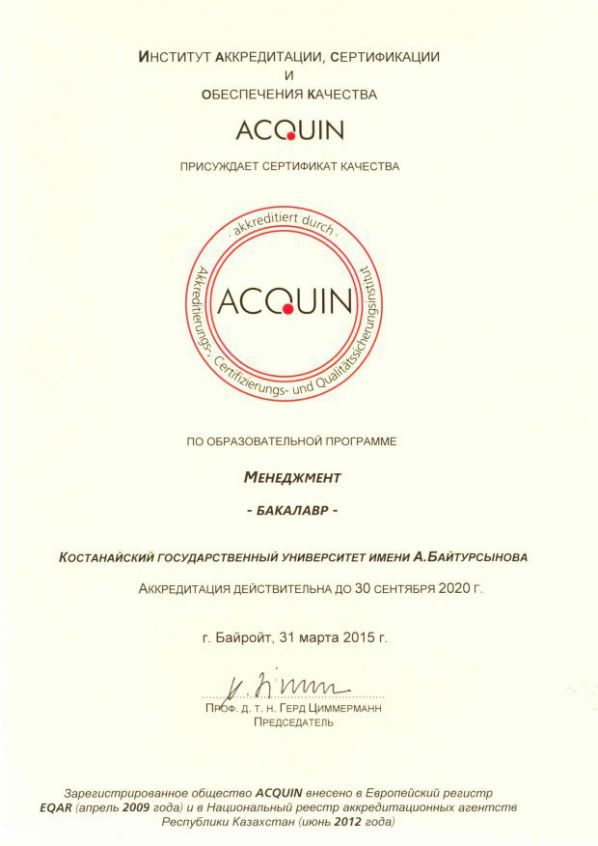 Институт аккредитации, сертификации
и
обеспечения качества
ACQUIN
присуждает сертификат качества
· akkreditiert durch ·
ACQUIN
Akkreditierungs-, Certifizierungs- und Qualitätssicherungsinstitut
по образовательной программе
Менеджмент
- бакалавр -
Костанайский государственный университет имени А.Байтурсынова
Аккредитация действительна до 30 сентября 2020 г.
г. Байройт, 31 марта 2015 г.
Проф. д. т. н. Герд Циммерманн
Председатель
Зарегистрированное общество ACQUIN внесено в Европейский регистр
EQAR (апрель 2009 года) и в Национальный реестр аккредитационных агентств
Республики Казахстан (июнь 2012 года)